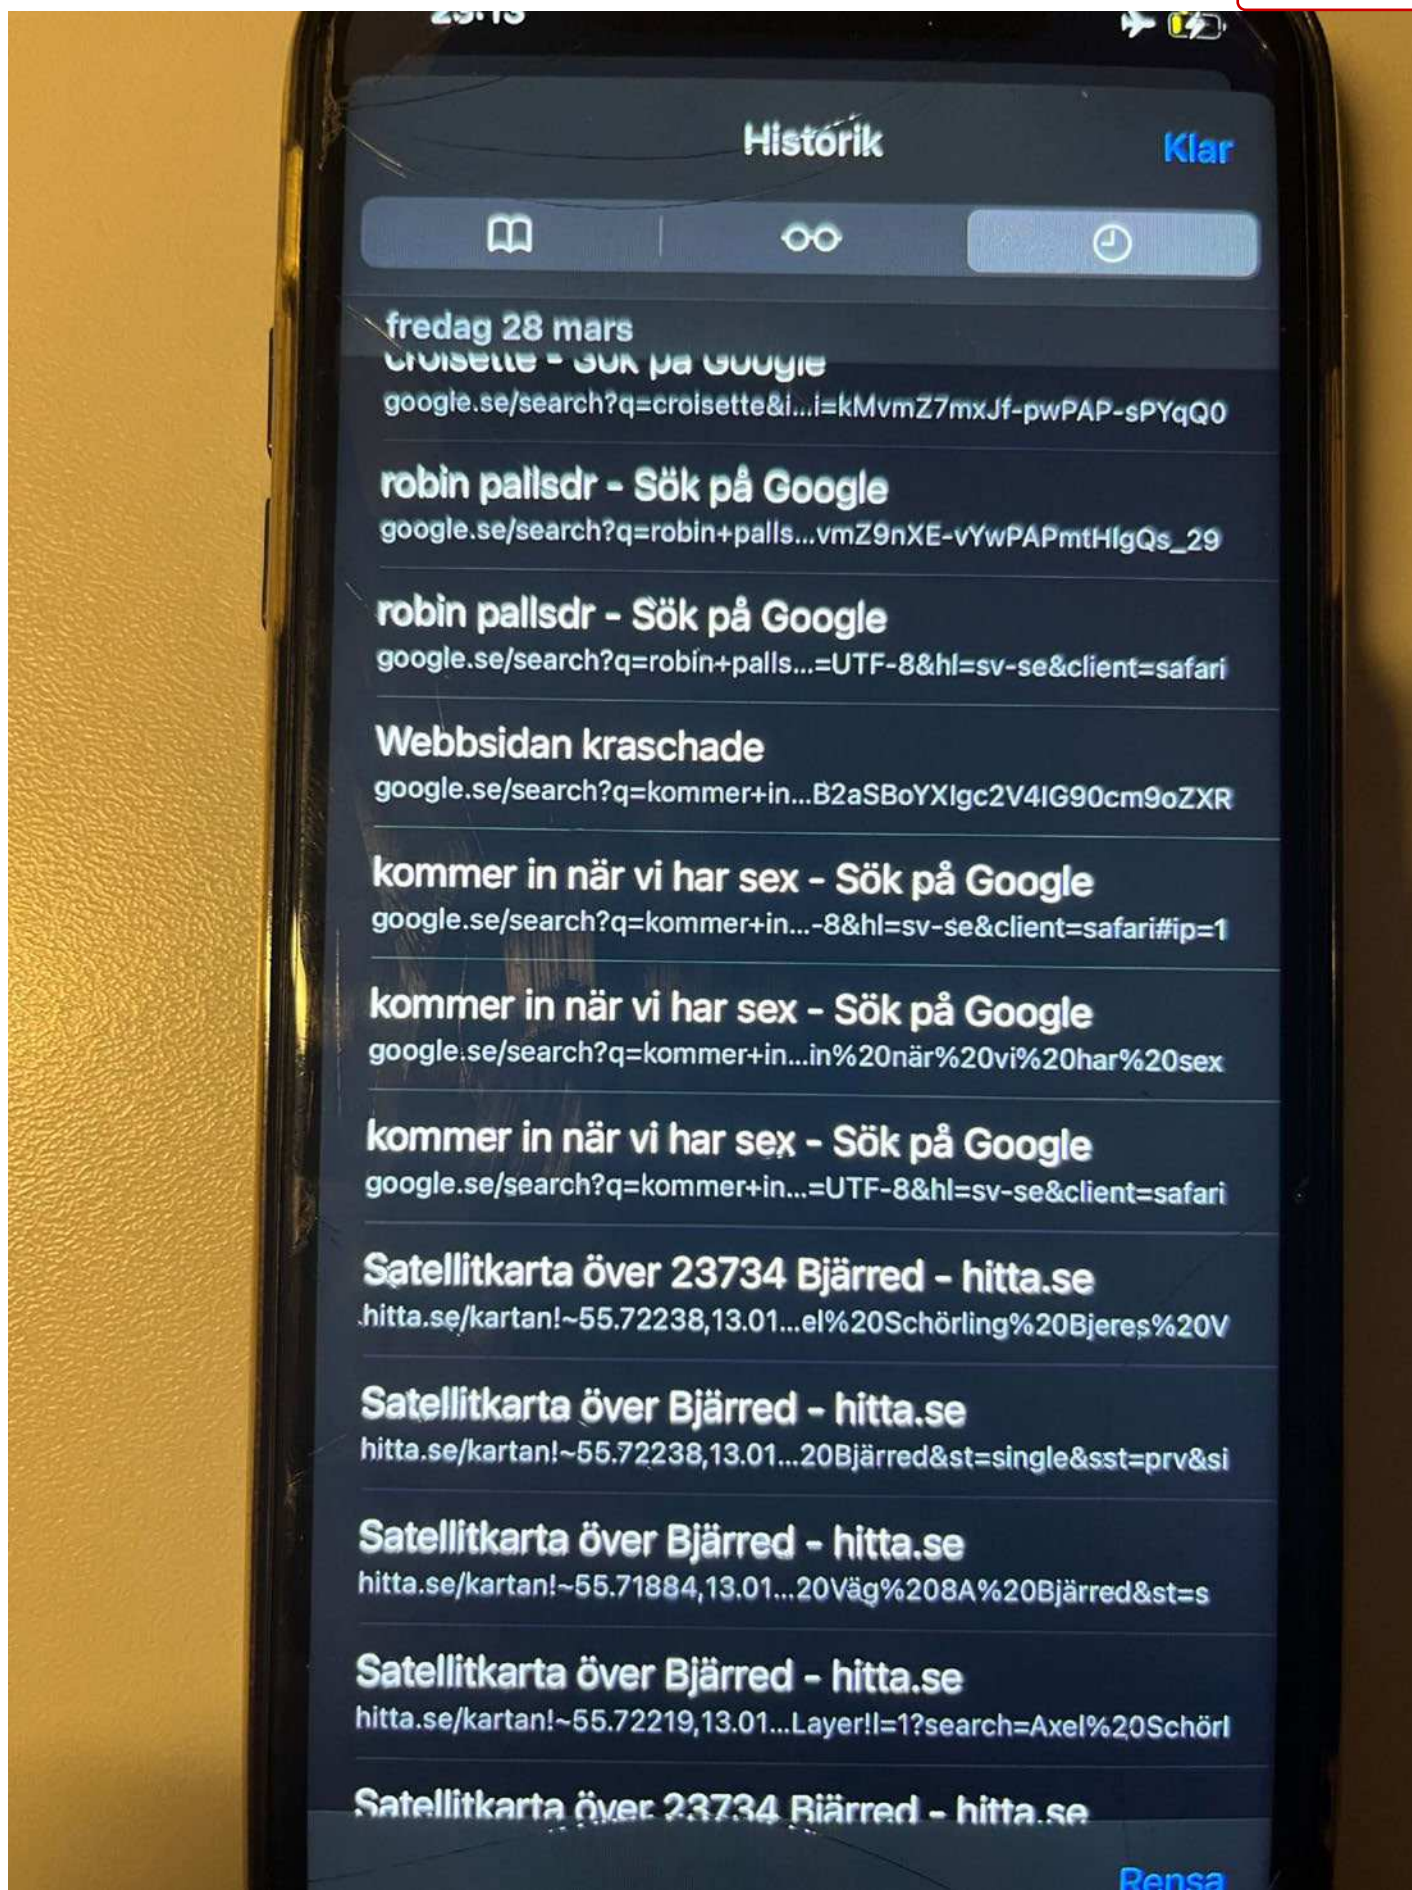 23:13
Historik
Klar
fredag 28 mars
croisette - Sök på Google
google.se/search?q=croisette&i...i=kMvmZ7mxJf-pwPAP-sPYqQ0
robin pallsdr - Sök på Google
google.se/search?q=robin+palls...vmZ9nXE-vYwPAPmtHIgQs_29
robin pallsdr - Sök på Google
google.se/search?q=robin+palls...=UTF-8&hl=sv-se&client=safari
Webbsidan kraschade
google.se/search?q=kommer+in...B2aSBoYXIgc2V4IG90cm9oZXR
kommer in när vi har sex - Sök på Google
google.se/search?q=kommer+in...-8&hl=sv-se&client=safari#ip=1
kommer in när vi har sex - Sök på Google
google.se/search?q=kommer+in...in%20när%20vi%20har%20sex
kommer in när vi har sex - Sök på Google
google.se/search?q=kommer+in...=UTF-8&hl=sv-se&client=safari
Satellitkarta över 23734 Bjärred - hitta.se
hitta.se/kartan!~55.72238,13.01...el%20Schörling%20Bjeres%20V
Satellitkarta över Bjärred - hitta.se
hitta.se/kartan!~55.72238,13.01...20Bjärred&st=single&sst=prv&si
Satellitkarta över Bjärred - hitta.se
hitta.se/kartan!~55.71884,13.01...20Väg%208A%20Bjärred&st=s
Satellitkarta över Bjärred - hitta.se
hitta.se/kartan!~55.72219,13.01...Layer!l=1?search=Axel%20Schörl
Satellitkarta över 23734 Bjärred - hitta.se
Rensa